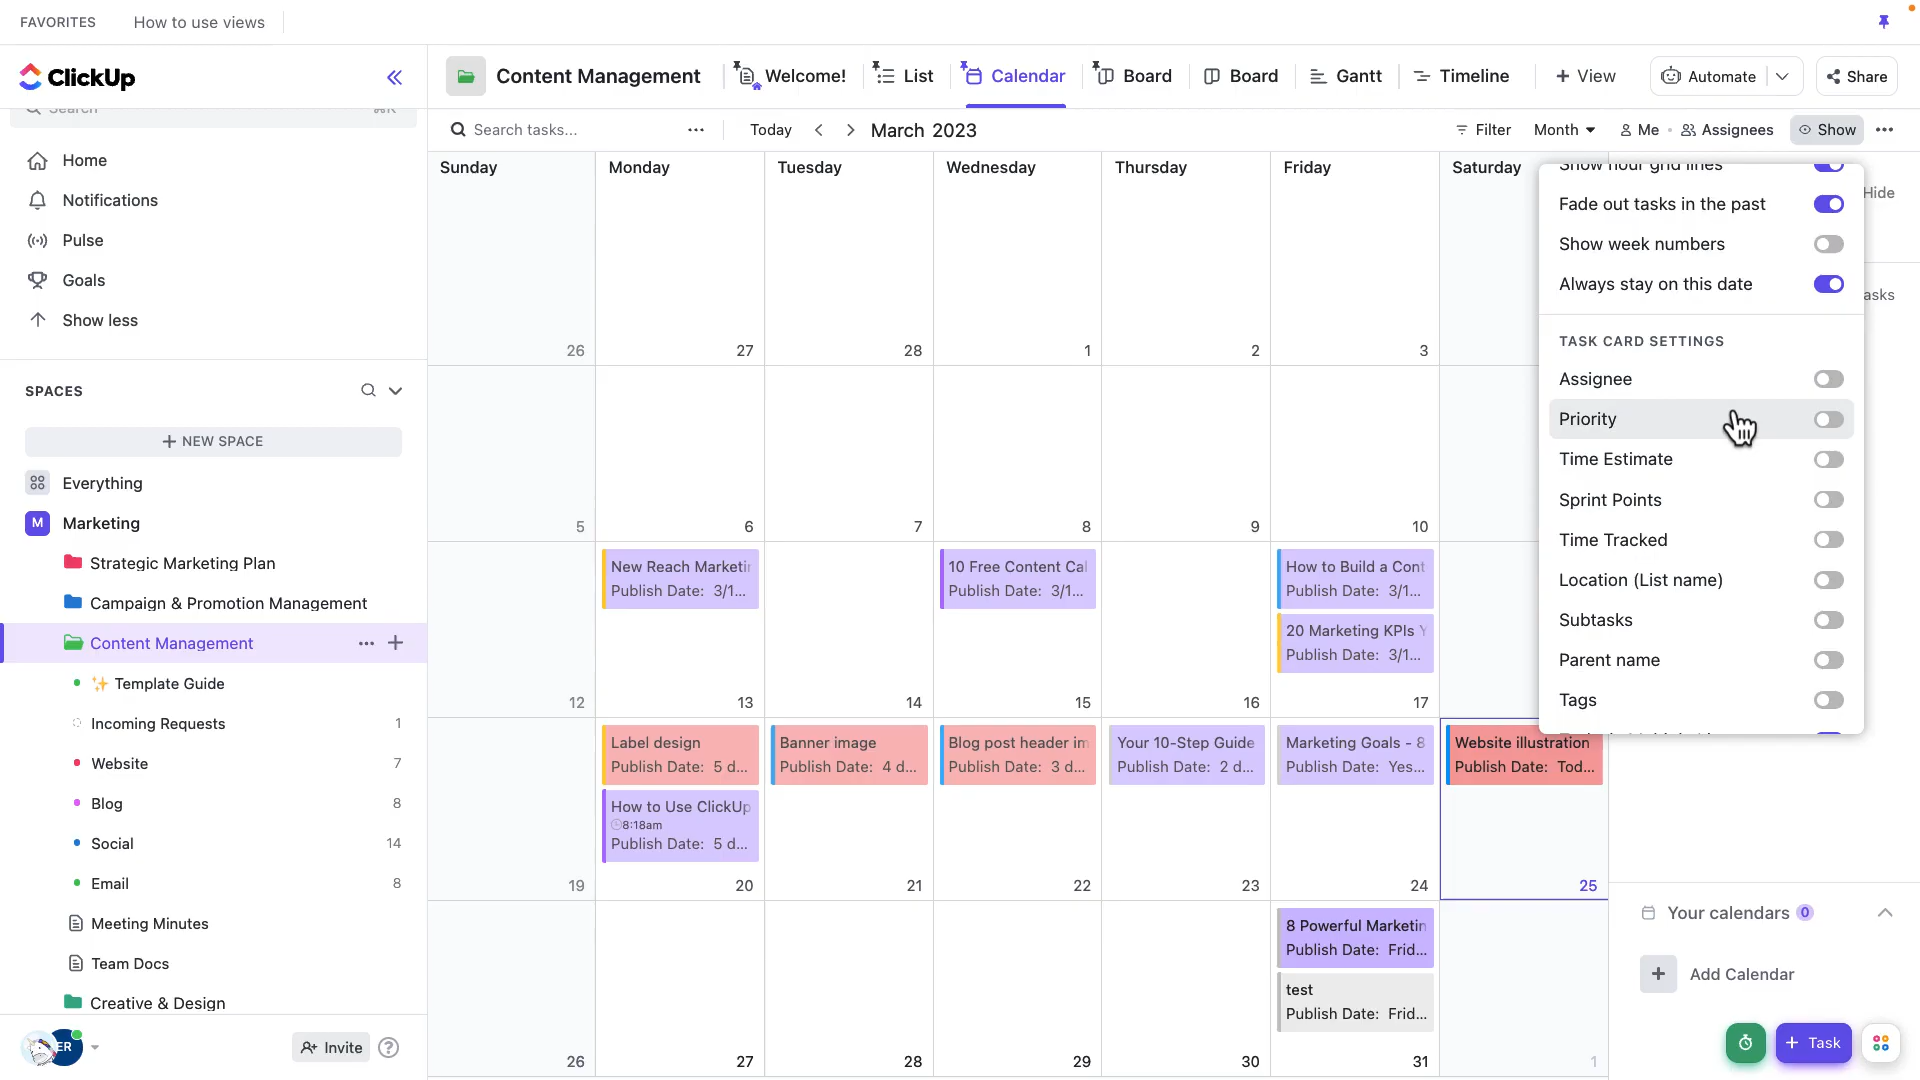 FAVORITES
How to use views
ClickUp
Search
⌘K
Home
Notifications
Pulse
Goals
Show less
SPACES
+ NEW SPACE
Everything
M Marketing
Strategic Marketing Plan
Campaign & Promotion Management
Content Management
✨ Template Guide
Incoming Requests 1
Website 7
Blog 8
Social 14
Email 8
Meeting Minutes
Team Docs
Creative & Design
ER
Invite
?
Content Management
Welcome!
List
Calendar
Board
Board
Gantt
Timeline
+ View
Automate
Share
Search tasks...
Today
March 2023
Filter
Month
Me
Assignees
Show
Sunday Monday Tuesday Wednesday Thursday Friday Saturday
26 27 28 1 2 3
5 6 7 8 9 10
New Reach Marketin
Publish Date: 3/1...
10 Free Content Cal
Publish Date: 3/1...
How to Build a Cont
Publish Date: 3/1...
20 Marketing KPIs Y
Publish Date: 3/1...
12 13 14 15 16 17
Label design
Publish Date: 5 d...
Banner image
Publish Date: 4 d...
Blog post header im
Publish Date: 3 d...
Your 10-Step Guide
Publish Date: 2 d...
Marketing Goals - 8
Publish Date: Yes...
Website illustration
Publish Date: Tod...
How to Use ClickUp
8:18am
Publish Date: 5 d...
19 20 21 22 23 24 25
8 Powerful Marketin
Publish Date: Frid...
test
Publish Date: Frid...
26 27 28 29 30 31 1
Show hour grid lines
Fade out tasks in the past
Show week numbers
Always stay on this date
TASK CARD SETTINGS
Assignee
Priority
Time Estimate
Sprint Points
Time Tracked
Location (List name)
Subtasks
Parent name
Tags
Hide
asks
Your calendars 0
+ Add Calendar
+ Task